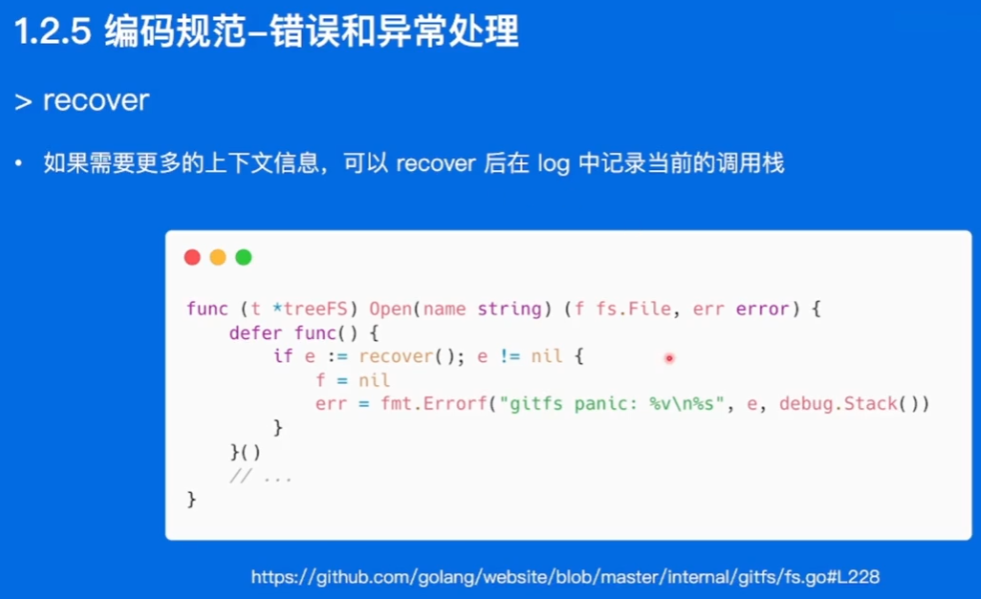 1.2.5 编码规范-错误和异常处理
> recover
• 如果需要更多的上下文信息，可以 recover 后在 log 中记录当前的调用栈
func (t *treeFS) Open(name string) (f fs.File, err error) {
    defer func() {
        if e := recover(); e != nil {
            f = nil
            err = fmt.Errorf("gitfs panic: %v\n%s", e, debug.Stack())
        }
    }()
    // ...
}
https://github.com/golang/website/blob/master/internal/gitfs/fs.go#L228